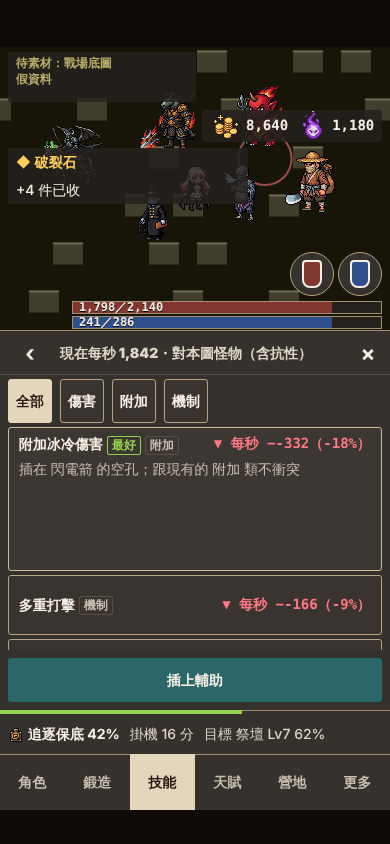 待素材：戰場底圖
假資料
8,640
1,180
◆ 破裂石
+4 件已收
1,798／2,140
241／286
‹ 現在每秒 1,842・對本圖怪物（含抗性） ×
全部 傷害 附加 機制
附加冰冷傷害 最好 附加 ▼ 每秒 −-332（-18%）
插在 閃電箭 的空孔；跟現有的 附加 類不衝突
多重打擊 機制 ▼ 每秒 −-166（-9%）
插上輔助
追逐保底 42% 掛機 16 分 目標 祭壇 Lv7 62%
角色 鍛造 技能 天賦 營地 更多